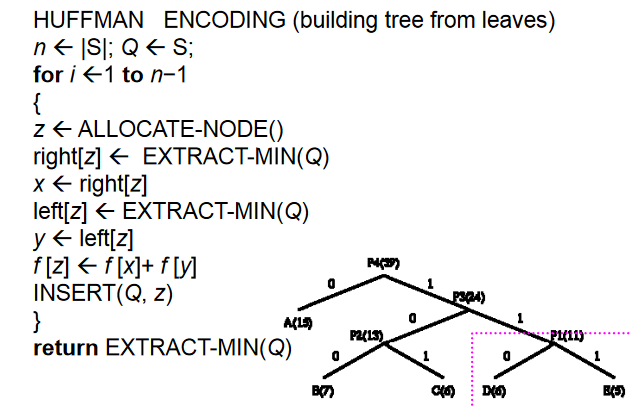 HUFFMAN ENCODING (building tree from leaves)
n ← |S|; Q ← S;
for i ←1 to n−1
{
z ← ALLOCATE-NODE()
right[z] ← EXTRACT-MIN(Q)
x ← right[z]
left[z] ← EXTRACT-MIN(Q)
y ← left[z]
f [z] ← f [x]+ f [y]
INSERT(Q, z)
}
return EXTRACT-MIN(Q)
P4(39)
0 1
P3(24)
A(15) 0 1
P2(13) P1(11)
0 1 0 1
B(7) C(6) D(6) E(5)